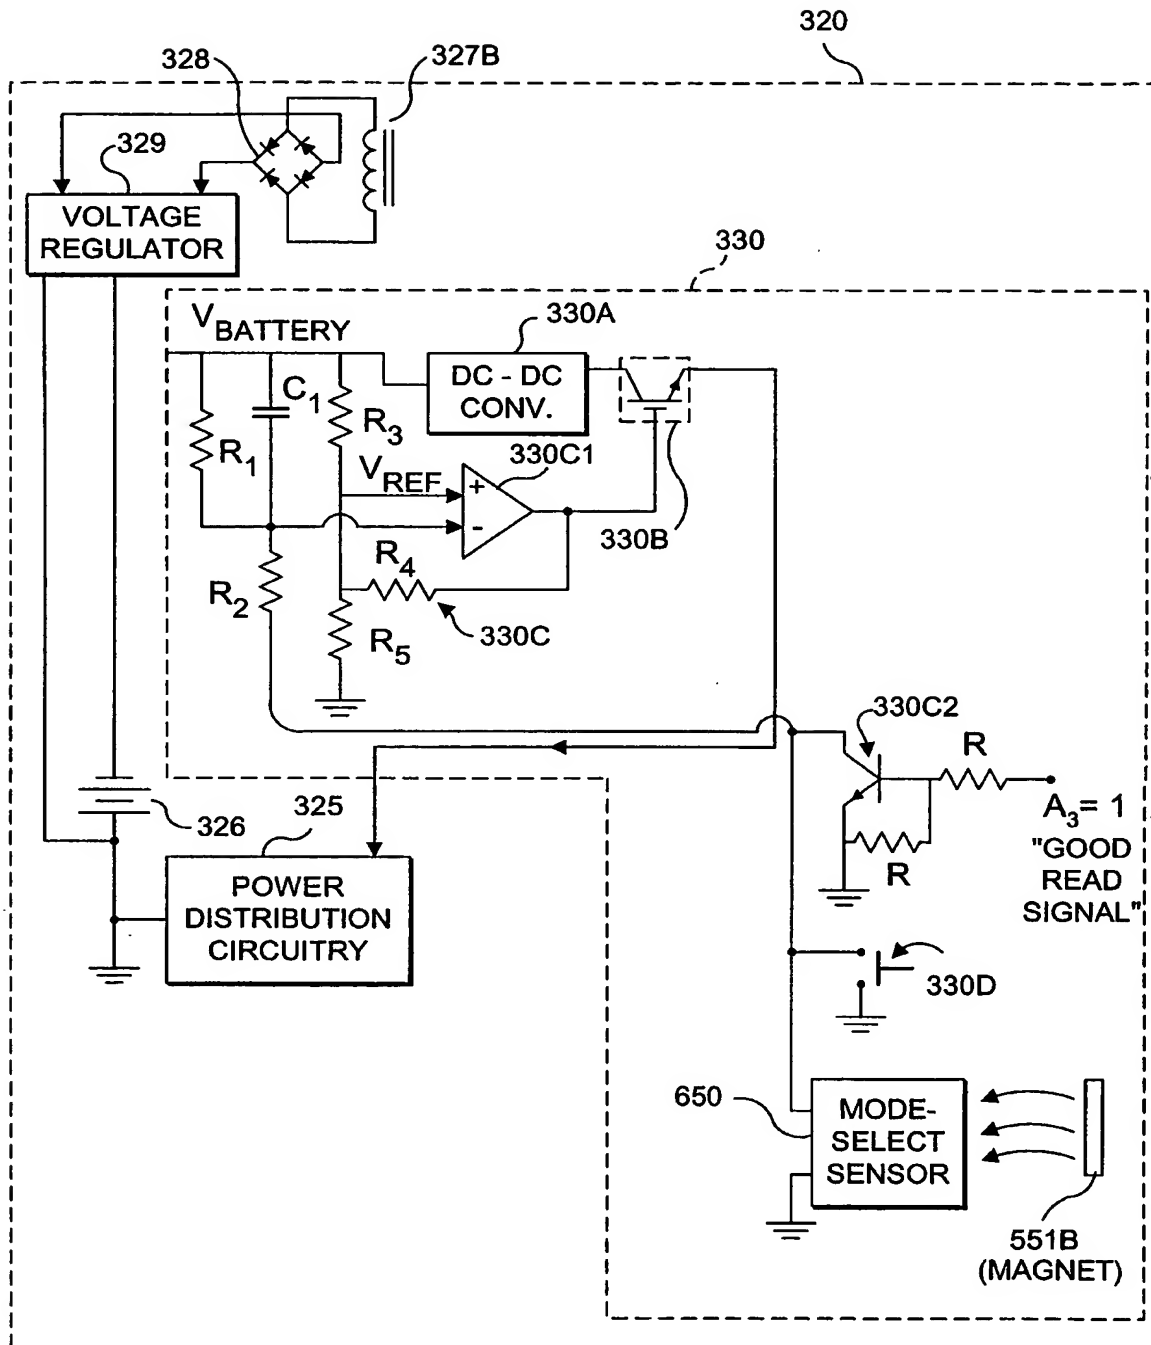 320
328
327B
329
VOLTAGE
REGULATOR
330
330A
V BATTERY
DC - DC
CONV.
C1
R3
R1
330C1
VREF
+
-
330B
R4
R2
330C
R5
330C2
R
A3 = 1
"GOOD
READ
SIGNAL"
R
326
325
POWER
DISTRIBUTION
CIRCUITRY
330D
650
MODE-
SELECT
SENSOR
551B
(MAGNET)